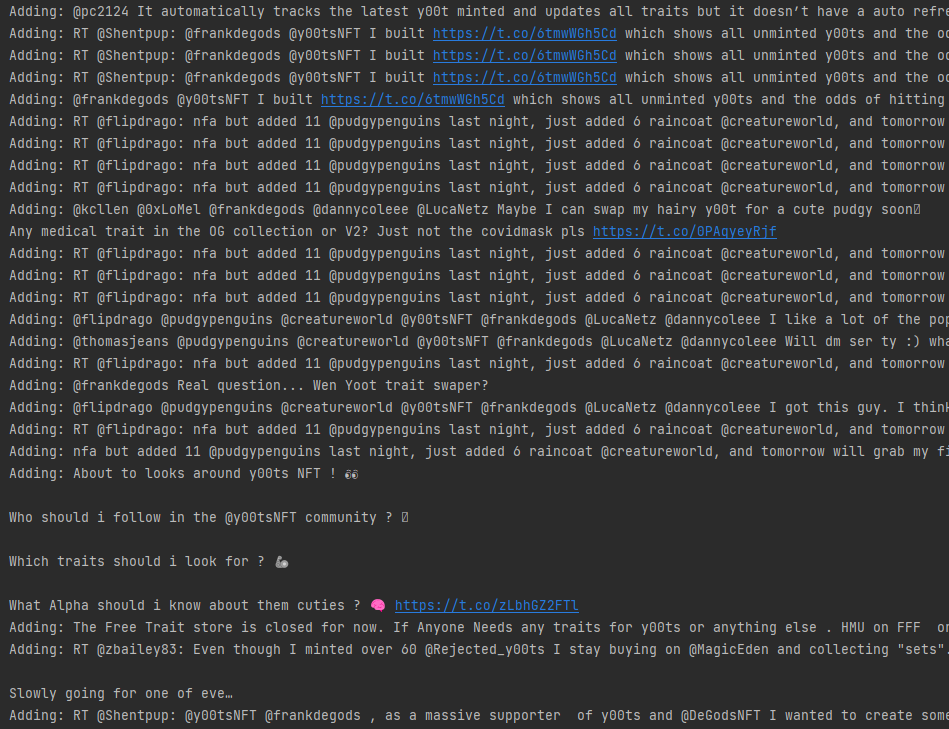 Adding: @pc2124 It automatically tracks the latest y00t minted and updates all traits but it doesn’t have a auto refre
Adding: RT @Shentpup: @frankdegods @y00tsNFT I built https://t.co/6tmwWGh5Cd which shows all unminted y00ts and the od
Adding: RT @Shentpup: @frankdegods @y00tsNFT I built https://t.co/6tmwWGh5Cd which shows all unminted y00ts and the od
Adding: RT @Shentpup: @frankdegods @y00tsNFT I built https://t.co/6tmwWGh5Cd which shows all unminted y00ts and the od
Adding: @frankdegods @y00tsNFT I built https://t.co/6tmwWGh5Cd which shows all unminted y00ts and the odds of hitting
Adding: RT @flipdrago: nfa but added 11 @pudgypenguins last night, just added 6 raincoat @creatureworld, and tomorrow
Adding: RT @flipdrago: nfa but added 11 @pudgypenguins last night, just added 6 raincoat @creatureworld, and tomorrow
Adding: RT @flipdrago: nfa but added 11 @pudgypenguins last night, just added 6 raincoat @creatureworld, and tomorrow
Adding: RT @flipdrago: nfa but added 11 @pudgypenguins last night, just added 6 raincoat @creatureworld, and tomorrow
Adding: @kcllen @0xLoMel @frankdegods @dannycoleee @LucaNetz Maybe I can swap my hairy y00t for a cute pudgy soon
Any medical trait in the OG collection or V2? Just not the covidmask pls https://t.co/0PAqyeyRjf
Adding: RT @flipdrago: nfa but added 11 @pudgypenguins last night, just added 6 raincoat @creatureworld, and tomorrow
Adding: RT @flipdrago: nfa but added 11 @pudgypenguins last night, just added 6 raincoat @creatureworld, and tomorrow
Adding: RT @flipdrago: nfa but added 11 @pudgypenguins last night, just added 6 raincoat @creatureworld, and tomorrow
Adding: @flipdrago @pudgypenguins @creatureworld @y00tsNFT @frankdegods @LucaNetz @dannycoleee I like a lot of the pop
Adding: @thomasjeans @pudgypenguins @creatureworld @y00tsNFT @frankdegods @LucaNetz @dannycoleee Will dm ser ty :) wha
Adding: RT @flipdrago: nfa but added 11 @pudgypenguins last night, just added 6 raincoat @creatureworld, and tomorrow
Adding: @frankdegods Real question... Wen Yoot trait swaper?
Adding: @flipdrago @pudgypenguins @creatureworld @y00tsNFT @frankdegods @LucaNetz @dannycoleee I got this guy. I think
Adding: RT @flipdrago: nfa but added 11 @pudgypenguins last night, just added 6 raincoat @creatureworld, and tomorrow
Adding: nfa but added 11 @pudgypenguins last night, just added 6 raincoat @creatureworld, and tomorrow will grab my fi
Adding: About to looks around y00ts NFT ! 👀
Who should i follow in the @y00tsNFT community ?
Which traits should i look for ? 🦾
What Alpha should i know about them cuties ? 🧠 https://t.co/zLbhGZ2FTl
Adding: The Free Trait store is closed for now. If Anyone Needs any traits for y00ts or anything else . HMU on FFF  or
Adding: RT @zbailey83: Even though I minted over 60 @Rejected_y00ts I stay buying on @MagicEden and collecting "sets".
Slowly going for one of eve…
Adding: RT @Shentpup: @y00tsNFT @frankdegods , as a massive supporter  of y00ts and @DeGodsNFT I wanted to create some